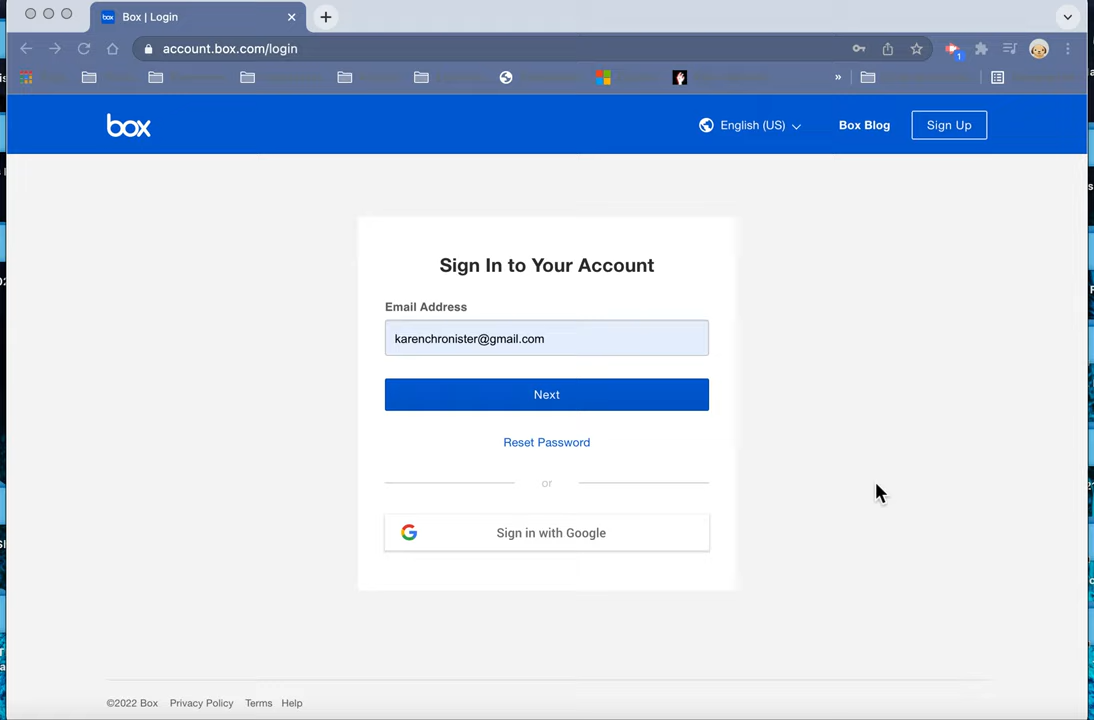 Box | Login
account.box.com/login
1
»
box
English (US)
Box Blog
Sign Up
Sign In to Your Account
Email Address
karenchronister@gmail.com
Next
Reset Password
or
Sign in with Google
©2022 Box
Privacy Policy
Terms
Help